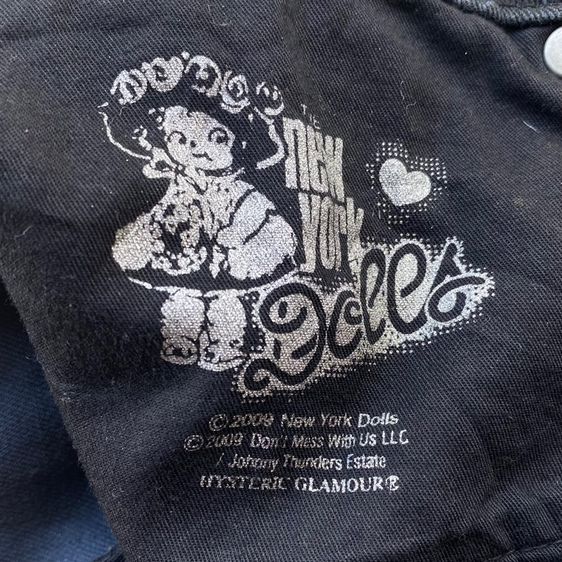 THE
new
york
Dolls
©2009 New York Dolls
©2009 Don't Mess With Us LLC
/ Johnny Thunders Estate
HYSTERIC GLAMOUR®